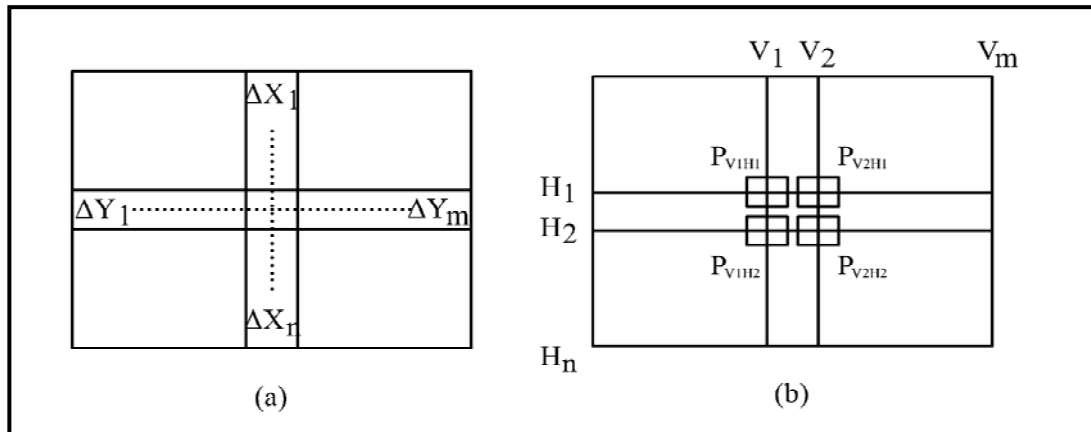 ΔX1
ΔY1 ΔYm
ΔXn
(a)
V1 V2 Vm
PV1H1 PV2H1
H1
H2
PV1H2 PV2H2
Hn
(b)